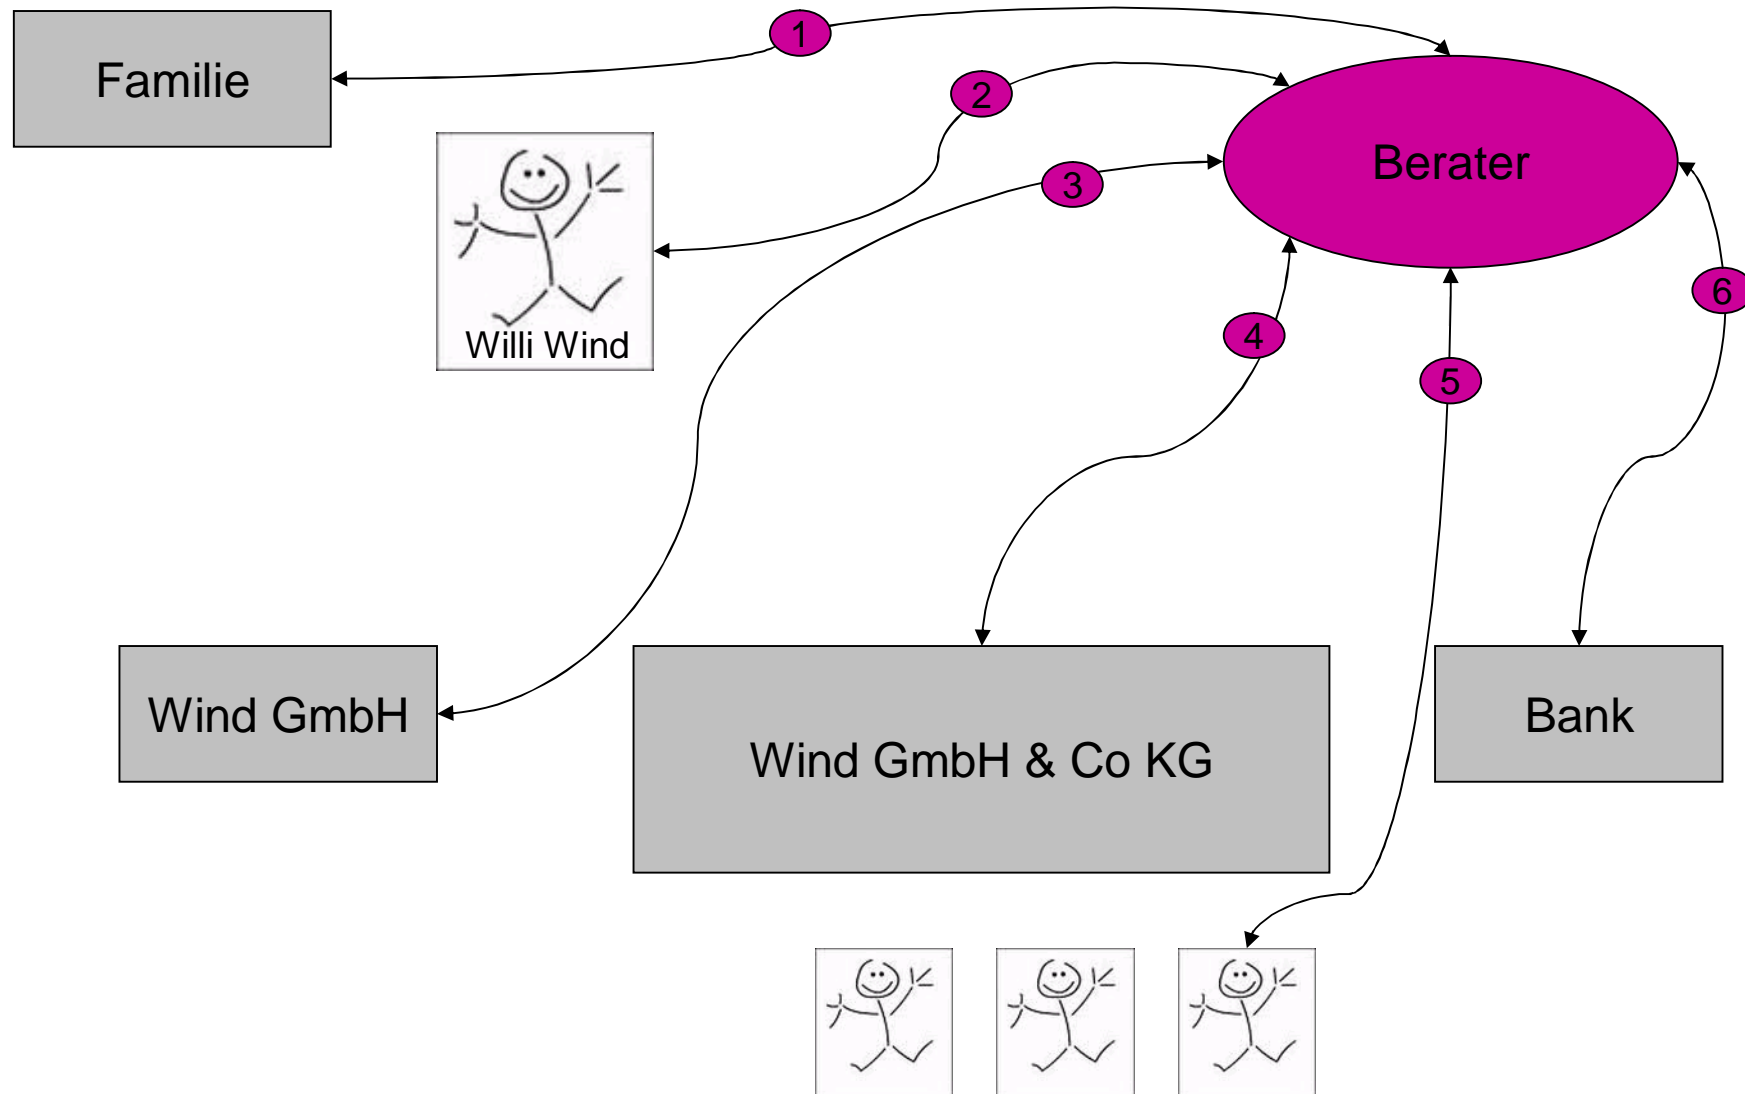 1
Familie
2
Berater
3
6
Willi Wind
4
5
Wind GmbH
Bank
Wind GmbH & Co KG